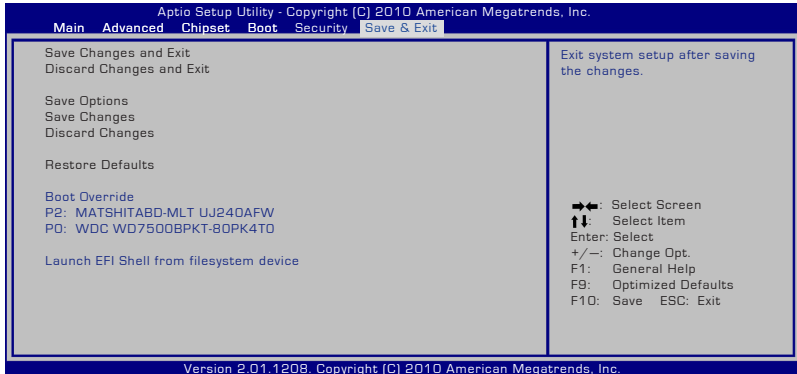 Aptio Setup Utility - Copyright (C) 2010 American Megatrends, Inc.
Main Advanced Chipset Boot Security Save & Exit
Save Changes and Exit
Discard Changes and Exit
Save Options
Save Changes
Discard Changes
Restore Defaults
Boot Override
P2: MATSHITABD-MLT UJ240AFW
P0: WDC WD7500BPKT-80PK4T0
Launch EFI Shell from filesystem device
Exit system setup after saving
the changes.
→←: Select Screen
↑↓: Select Item
Enter: Select
+/—: Change Opt.
F1: General Help
F9: Optimized Defaults
F10: Save ESC: Exit
Version 2.01.1208. Copyright (C) 2010 American Megatrends, Inc.